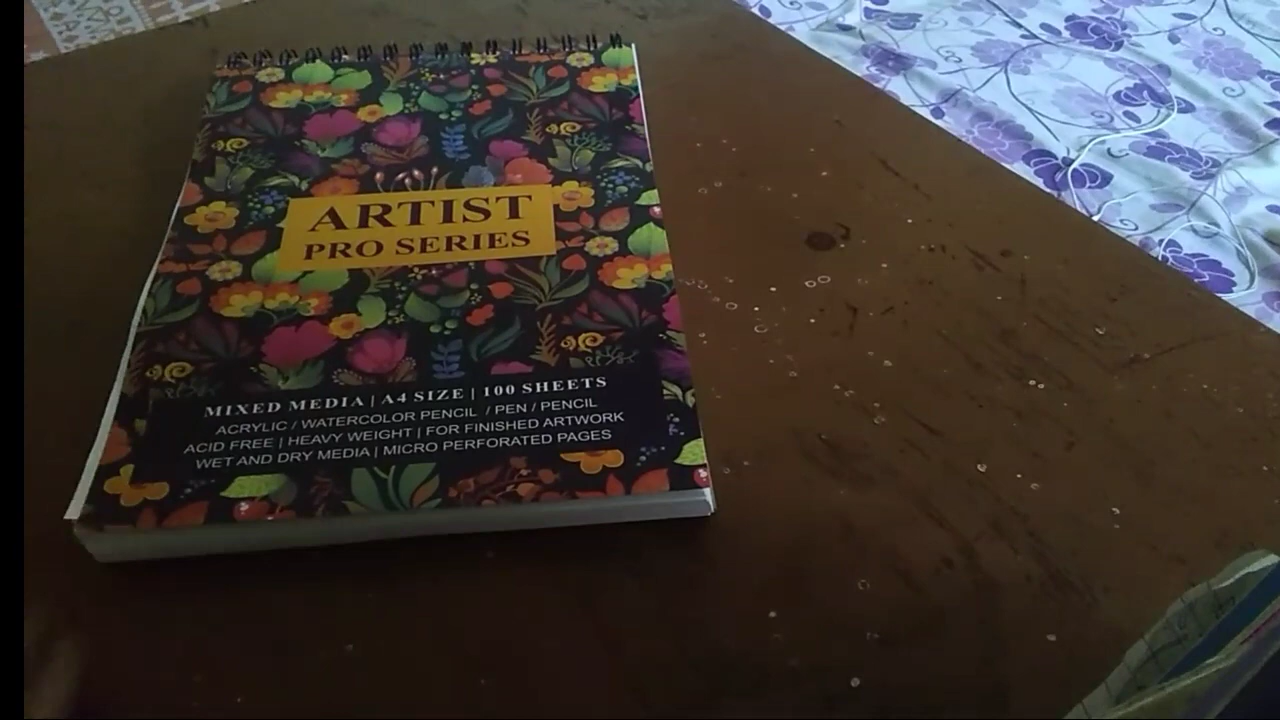 ARTIST
PRO SERIES
MIXED MEDIA | A4 SIZE | 100 SHEETS
ACRYLIC / WATERCOLOR PENCIL / PEN / PENCIL
ACID FREE | HEAVY WEIGHT | FOR FINISHED ARTWORK
WET AND DRY MEDIA | MICRO PERFORATED PAGES